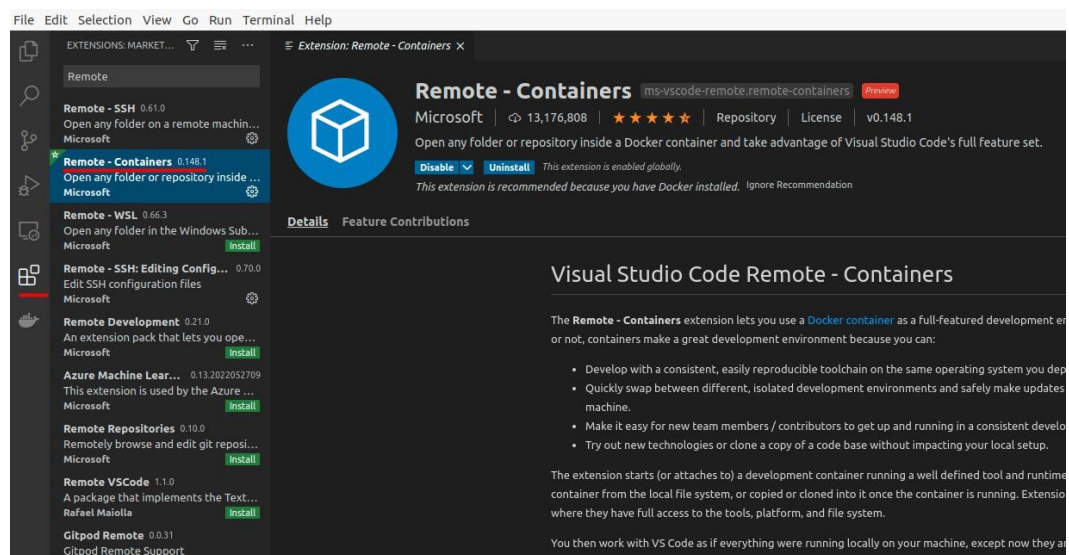 File Edit Selection View Go Run Terminal Help
EXTENSIONS: MARKET...
Remote
Remote - SSH 0.61.0
Open any folder on a remote machin...
Microsoft
Remote - Containers 0.148.1
Open any folder or repository inside ...
Microsoft
Remote - WSL 0.66.3
Open any folder in the Windows Sub...
Microsoft Install
Remote - SSH: Editing Config... 0.70.0
Edit SSH configuration files
Microsoft
Remote Development 0.21.0
An extension pack that lets you ope...
Microsoft Install
Azure Machine Lear... 0.13.2022052709
This extension is used by the Azure ...
Microsoft Install
Remote Repositories 0.10.0
Remotely browse and edit git reposi...
Microsoft Install
Remote VSCode 1.1.0
A package that implements the Text...
Rafael Maiolla Install
Gitpod Remote 0.0.31
Gitpod Remote Support
Extension: Remote - Containers
Remote - Containers ms-vscode-remote.remote-containers Preview
Microsoft 13,176,808 Repository License v0.148.1
Open any folder or repository inside a Docker container and take advantage of Visual Studio Code's full feature set.
Disable Uninstall This extension is enabled globally.
This extension is recommended because you have Docker installed. Ignore Recommendation
Details Feature Contributions
Visual Studio Code Remote - Containers
The Remote - Containers extension lets you use a Docker container as a full-featured development en
or not, containers make a great development environment because you can:
• Develop with a consistent, easily reproducible toolchain on the same operating system you dep
• Quickly swap between different, isolated development environments and safely make updates
machine.
• Make it easy for new team members / contributors to get up and running in a consistent develo
• Try out new technologies or clone a copy of a code base without impacting your local setup.
The extension starts (or attaches to) a development container running a well defined tool and runtime
container from the local file system, or copied or cloned into it once the container is running. Extensio
where they have full access to the tools, platform, and file system.
You then work with VS Code as if everything were running locally on your machine, except now they ar